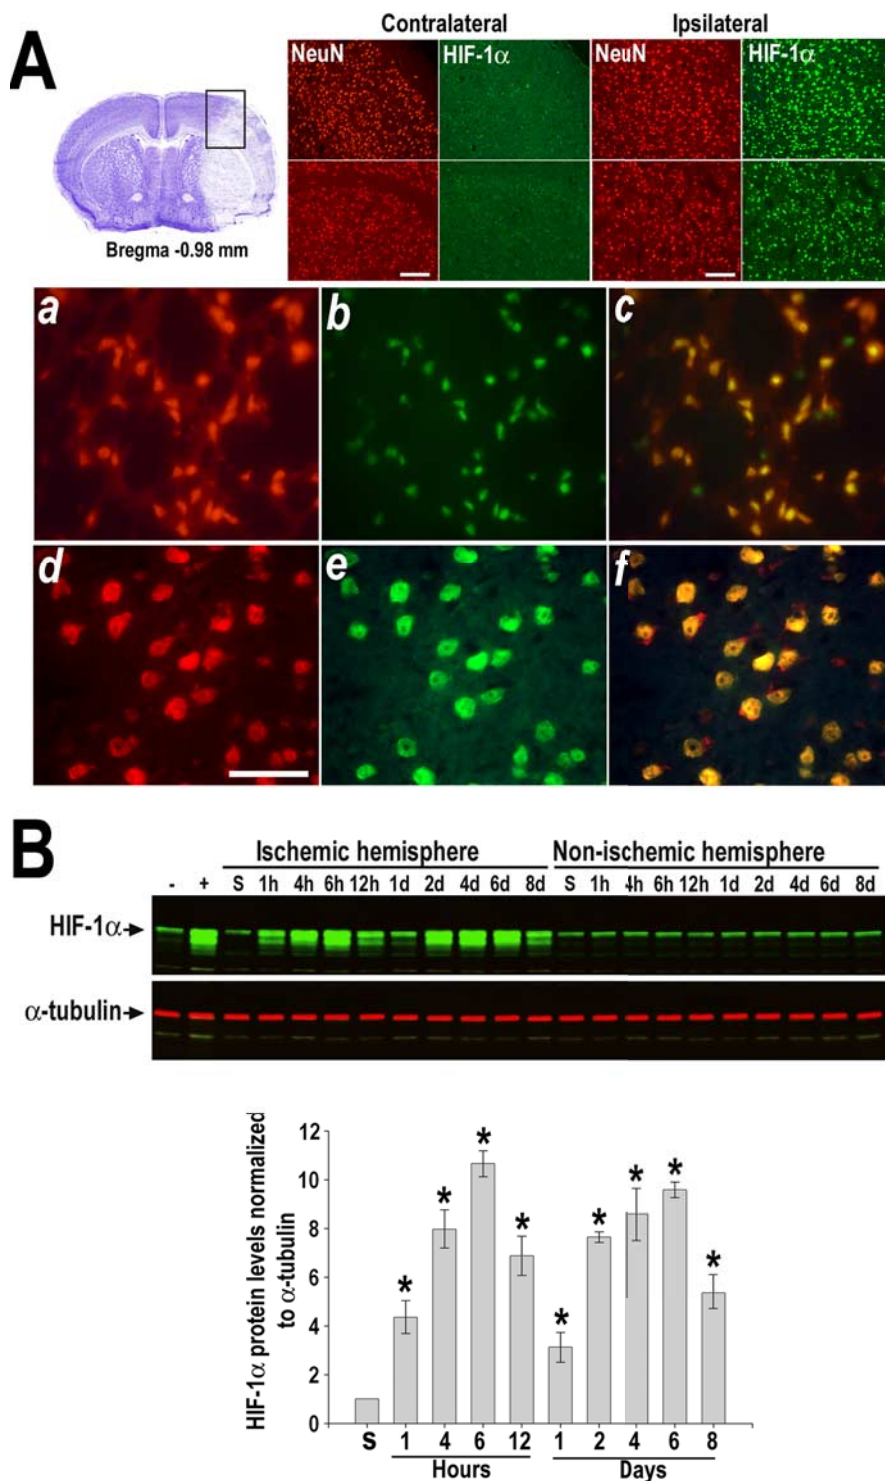 A
Contralateral
Ipsilateral
NeuN
HIF-1α
NeuN
HIF-1α
Bregma -0.98 mm
a
b
c
d
e
f
B
Ischemic hemisphere
Non-ischemic hemisphere
- + S 1h 4h 6h 12h 1d 2d 4d 6d 8d S 1h 4h 6h 12h 1d 2d 4d 6d 8d
HIF-1α
α-tubulin
HIF-1α protein levels normalized
to α-tubulin
12
10
8
6
4
2
0
* * * * * * * * *
S 1 4 6 12 1 2 4 6 8
Hours
Days